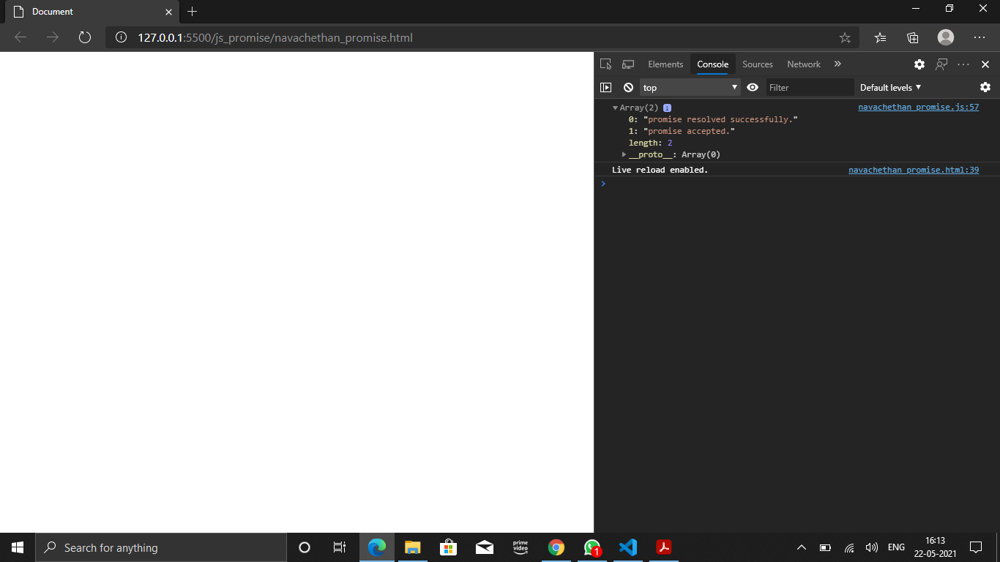 Document
127.0.0.1:5500/js_promise/navachethan_promise.html
Elements Console Sources Network
top Filter Default levels
Array(2) i navachethan_promise.js:57
0: "promise resolved successfully."
1: "promise accepted."
length: 2
__proto__: Array(0)
Live reload enabled. navachethan_promise.html:39
Search for anything
prime
video
1
ENG
16:13
22-05-2021